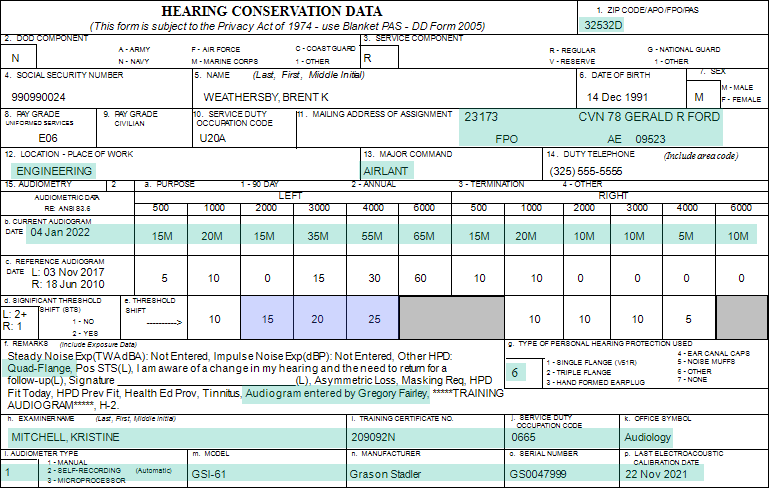 HEARING CONSERVATION DATA
(This form is subject to the Privacy Act of 1974 - use Blanket PAS - DD Form 2005)
1. ZIP CODE/APO/FPO/PAS
32532D
2. DOD COMPONENT
N
A - ARMY F - AIR FORCE C - COAST GUARD
N - NAVY M - MARINE CORPS 1 - OTHER
3. SERVICE COMPONENT
R
R - REGULAR G - NATIONAL GUARD
V - RESERVE 1 - OTHER
4. SOCIAL SECURITY NUMBER
990990024
5. NAME (Last, First, Middle Initial)
WEATHERSBY, BRENT K
6. DATE OF BIRTH
14 Dec 1991
7. SEX
M
M - MALE
F - FEMALE
8. PAY GRADE
UNIFORMED SERVICES
E06
9. PAY GRADE
CIVILIAN
10. SERVICE DUTY
OCCUPATION CODE
U20A
11. MAILING ADDRESS OF ASSIGNMENT
23173 CVN 78 GERALD R FORD
FPO AE 09523
12. LOCATION - PLACE OF WORK
ENGINEERING
13. MAJOR COMMAND
AIRLANT
14. DUTY TELEPHONE (Include area code)
(325) 555-5555
15. AUDIOMETRY 2 a. PURPOSE 1 - 90 DAY 2 - ANNUAL 3 - TERMINATION 4 - OTHER
AUDIOMETRIC DATA
RE: ANSI S3.6
LEFT RIGHT
500 1000 2000 3000 4000 6000 500 1000 2000 3000 4000 6000
b. CURRENT AUDIOGRAM
DATE 04 Jan 2022 15M 20M 15M 35M 55M 65M 15M 20M 10M 10M 5M 10M
c. REFERENCE AUDIOGRAM
DATE L: 03 Nov 2017
R: 18 Jun 2010
5 10 0 15 30 60 10 10 0 0 0 0
d. SIGNIFICANT THRESHOLD
SHIFT (STS)
L: 2+
R: 1
1 - NO
2 - YES
e. THRESHOLD
SHIFT
---------->
10 15 20 25 10 10 10 5
f. REMARKS (Include Exposure Data)
Steady Noise Exp(TWAdBA): Not Entered, Impulse Noise Exp(dBP): Not Entered, Other HPD:
Quad-Flange, Pos STS(L), I am aware of a change in my hearing and the need to return for a
follow-up(L), Signature ____________________(L), Asymmetric Loss, Masking Req, HPD
Fit Today, HPD Prev Fit, Health Ed Prov, Tinnitus, Audiogram entered by Gregory Fairley, *****TRAINING
AUDIOGRAM*****, H-2.
g. TYPE OF PERSONAL HEARING PROTECTION USED
6
1 - SINGLE FLANGE (V51R)
2 - TRIPLE FLANGE
3 - HAND FORMED EARPLUG
4 - EAR CANAL CAPS
5 - NOISE MUFFS
6 - OTHER
7 - NONE
h. EXAMINER NAME (Last, First, Middle Initial)
MITCHELL, KRISTINE
i. TRAINING CERTIFICATE NO.
209092N
j. SERVICE DUTY
OCCUPATION CODE
0665
k. OFFICE SYMBOL
Audiology
l. AUDIOMETER TYPE
1
1 - MANUAL
2 - SELF-RECORDING (Automatic)
3 - MICROPROCESSOR
m. MODEL
GSI-61
n. MANUFACTURER
Grason Stadler
o. SERIAL NUMBER
GS0047999
p. LAST ELECTROACOUSTIC
CALIBRATION DATE
22 Nov 2021